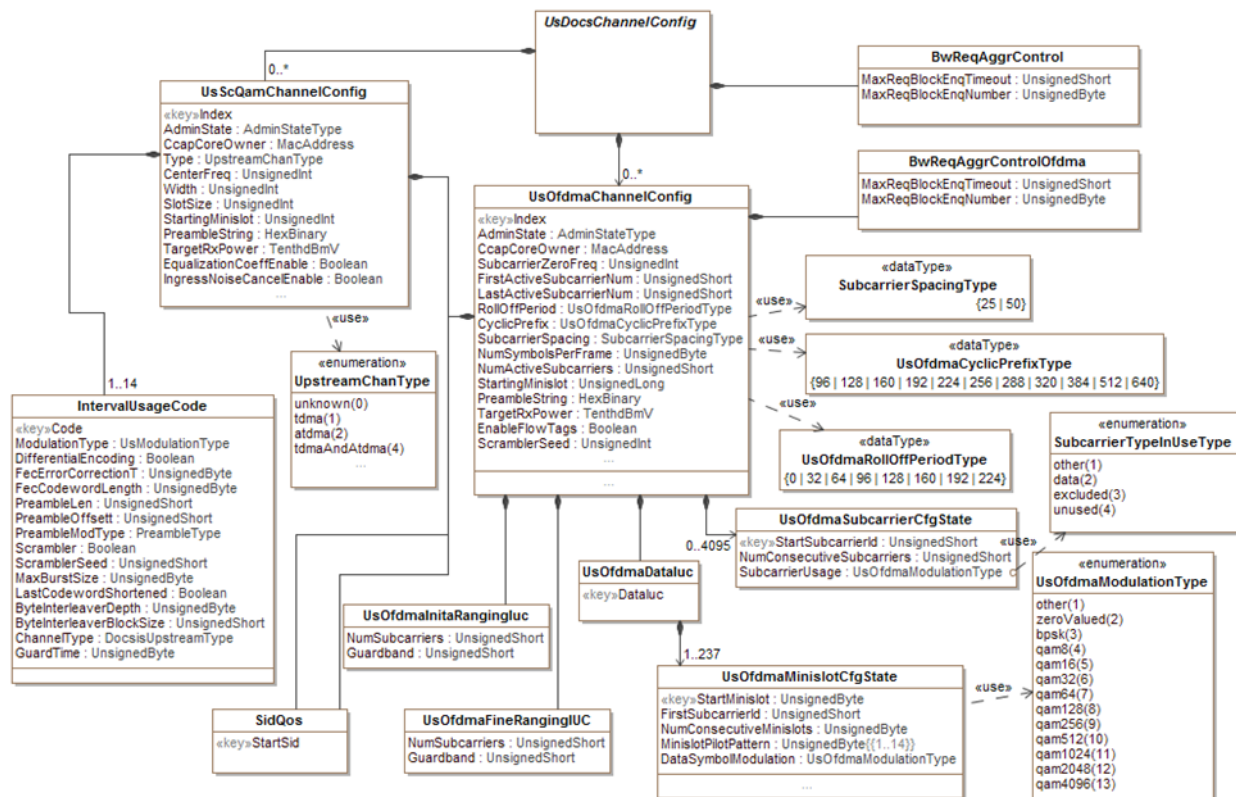 UsDocsChannelConfig
0..*
UsScQamChannelConfig
«key»Index
AdminState : AdminStateType
CcapCoreOwner : MacAddress
Type : UpstreamChanType
CenterFreq : UnsignedInt
Width : UnsignedInt
SlotSize : UnsignedInt
StartingMinislot : UnsignedInt
PreambleString : HexBinary
TargetRxPower : TenthdBmV
EqualizationCoeffEnable : Boolean
IngressNoiseCancelEnable : Boolean
...
BwReqAggrControl
MaxReqBlockEnqTimeout : UnsignedShort
MaxReqBlockEnqNumber : UnsignedByte
BwReqAggrControlOfdma
MaxReqBlockEnqTimeout : UnsignedShort
MaxReqBlockEnqNumber : UnsignedByte
0..*
UsOfdmaChannelConfig
«key»Index
AdminState : AdminStateType
CcapCoreOwner : MacAddress
SubcarrierZeroFreq : UnsignedInt
FirstActiveSubcarrierNum : UnsignedShort
LastActiveSubcarrierNum : UnsignedShort
RollOffPeriod : UsOfdmaRollOffPeriodType
CyclicPrefix : UsOfdmaCyclicPrefixType
SubcarrierSpacing : SubcarrierSpacingType
NumSymbolsPerFrame : UnsignedByte
NumActiveSubcarriers : UnsignedShort
StartingMinislot : UnsignedLong
PreambleString : HexBinary
TargetRxPower : TenthdBmV
EnableFlowTags : Boolean
ScramblerSeed : UnsignedInt
...
...
«use»
«dataType»
SubcarrierSpacingType
{25 | 50}
«use»
«dataType»
UsOfdmaCyclicPrefixType
{96 | 128 | 160 | 192 | 224 | 256 | 288 | 320 | 384 | 512 | 640}
«use»
«dataType»
UsOfdmaRollOffPeriodType
{0 | 32 | 64 | 96 | 128 | 160 | 192 | 224}
«use»
«enumeration»
UpstreamChanType
unknown(0)
tdma(1)
atdma(2)
tdmaAndAtdma(4)
...
1..14
IntervalUsageCode
«key»Code
ModulationType : UsModulationType
DifferentialEncoding : Boolean
FecErrorCorrectionT : UnsignedByte
FecCodewordLength : UnsignedByte
PreambleLen : UnsignedShort
PreambleOffsett : UnsignedShort
PreambleModType : PreambleType
Scrambler : Boolean
ScramblerSeed : UnsignedShort
MaxBurstSize : UnsignedByte
LastCodewordShortened : Boolean
ByteInterleaverDepth : UnsignedByte
ByteInterleaverBlockSize : UnsignedShort
ChannelType : DocsisUpstreamType
GuardTime : UnsignedByte
«enumeration»
SubcarrierTypeInUseType
other(1)
data(2)
excluded(3)
unused(4)
0..4095
UsOfdmaSubcarrierCfgState
«key»StartSubcarrierId : UnsignedShort
NumConsecutiveSubcarriers : UnsignedShort
SubcarrierUsage : UsOfdmaModulationType
«use»
UsOfdmaDataIuc
«key»DataIuc
UsOfdmaInitaRangingIuc
NumSubcarriers : UnsignedShort
Guardband : UnsignedShort
«enumeration»
UsOfdmaModulationType
other(1)
zeroValued(2)
bpsk(3)
qam8(4)
qam16(5)
qam32(6)
qam64(7)
qam128(8)
qam256(9)
qam512(10)
qam1024(11)
qam2048(12)
qam4096(13)
1..237
UsOfdmaMinislotCfgState
«key»StartMinislot : UnsignedByte
FirstSubcarrierId : UnsignedShort
NumConsecutiveMinislots : UnsignedByte
MinislotPilotPattern : UnsignedByte{{1..14}}
DataSymbolModulation : UsOfdmaModulationType
...
«use»
SidQos
«key»StartSid
UsOfdmaFineRangingIUC
NumSubcarriers : UnsignedShort
Guardband : UnsignedShort